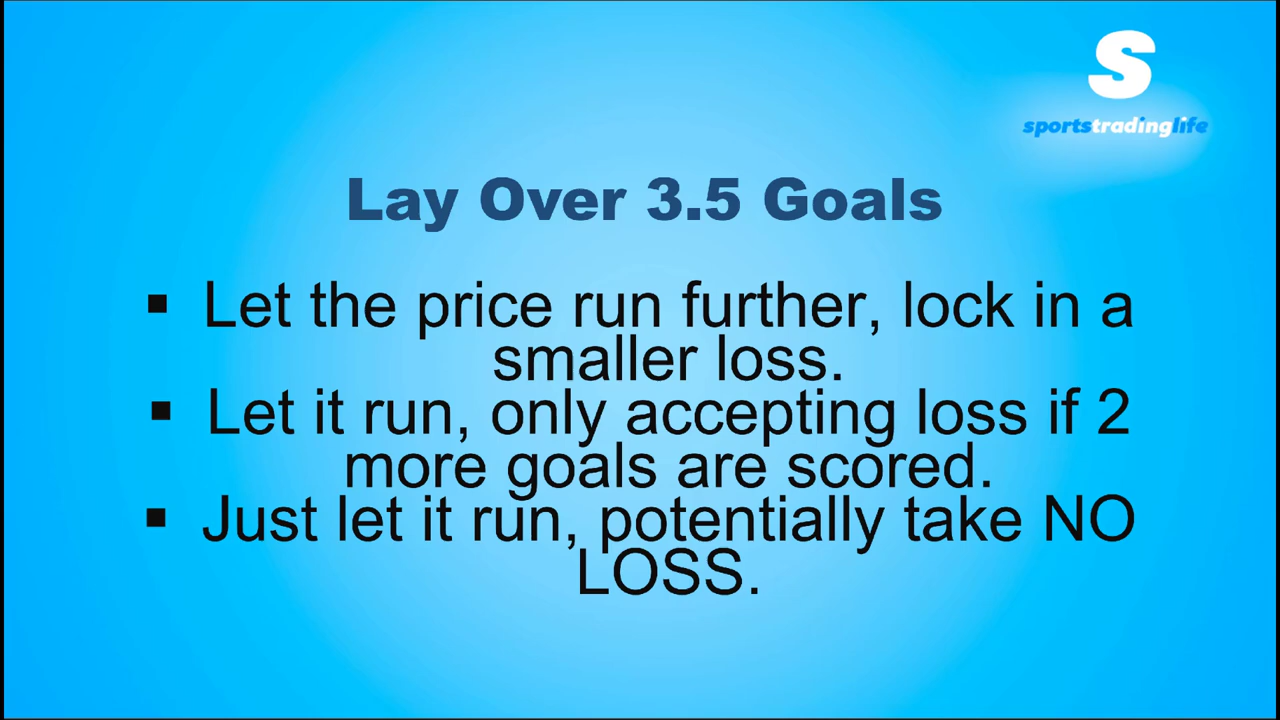 S
sportstradinglife
Lay Over 3.5 Goals
▪ Let the price run further, lock in a
smaller loss.
▪ Let it run, only accepting loss if 2
more goals are scored.
▪ Just let it run, potentially take NO
LOSS.